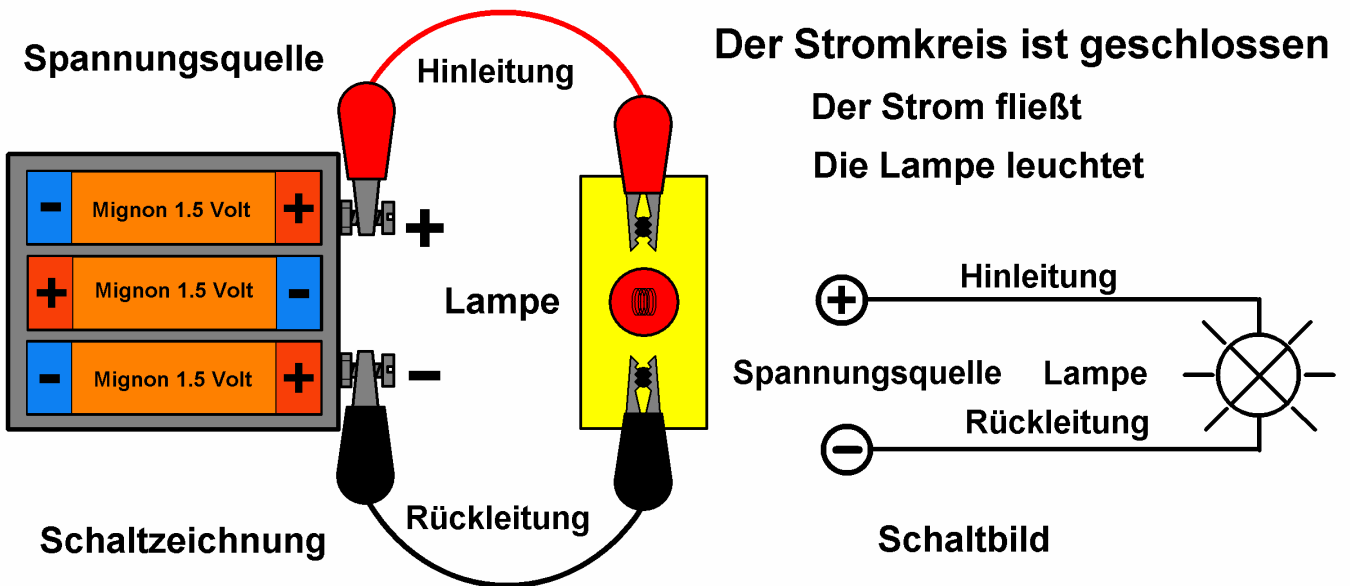 Spannungsquelle
Hinleitung
- Mignon 1.5 Volt +
+
+ Mignon 1.5 Volt -
Lampe
- Mignon 1.5 Volt +
-
Rückleitung
Schaltzeichnung
Der Stromkreis ist geschlossen
Der Strom fließt
Die Lampe leuchtet
Hinleitung
+
Spannungsquelle Lampe
Rückleitung
-
Schaltbild